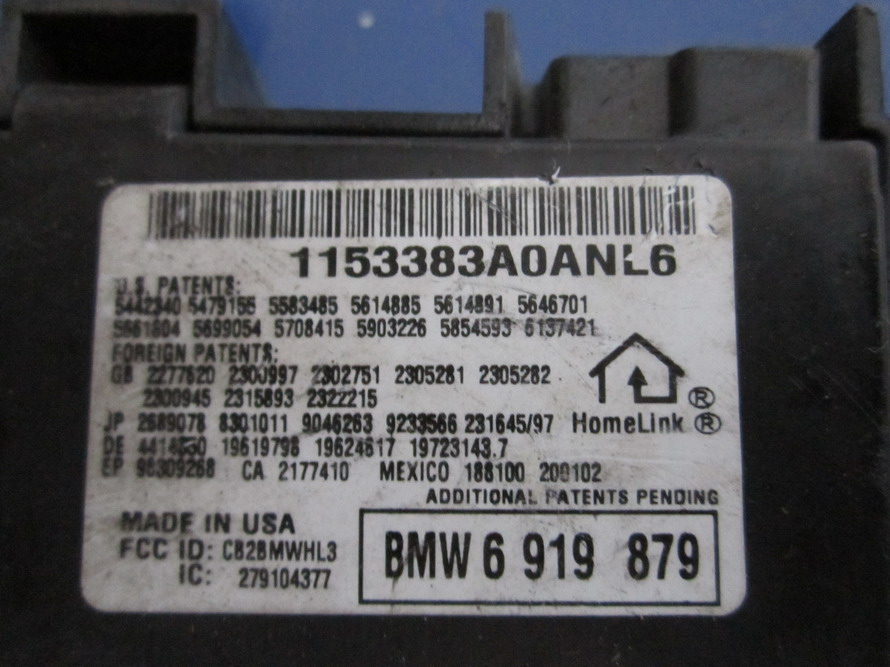 1153383A0ANL6
U.S. PATENTS:
5442340 5479155 5583485 5614885 5614891 5646701
5661804 5699054 5708415 5903226 5854593 6137421
FOREIGN PATENTS:
GB 2277620 2300997 2302751 2305281 2305282
2300945 2315893 2322215
JP 2689078 8301011 9046263 9233566 231645/97
DE 19619798 19624817 19723143.7
EP 98309268 CA 2177410 MEXICO 188100 200102
HomeLink ®
®
ADDITIONAL PATENTS PENDING
MADE IN USA
FCC ID: CB2BMWHL3
IC: 279104377
BMW 6 919 879